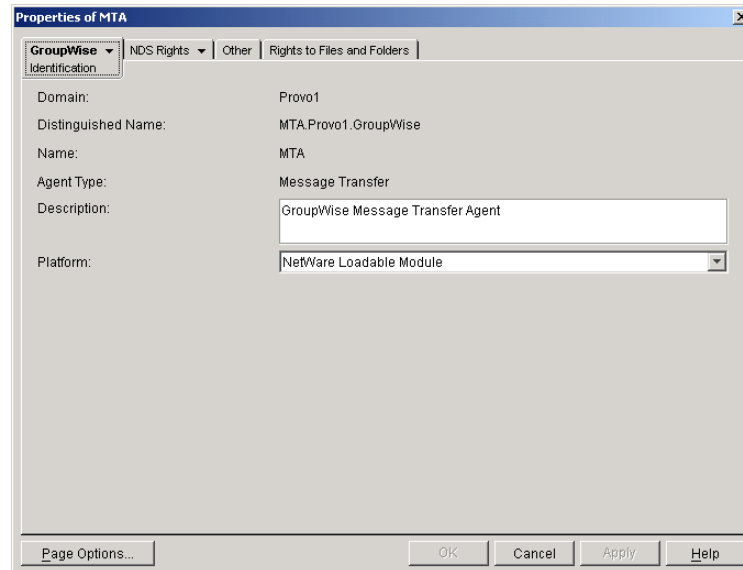 Properties of MTA
GroupWise NDS Rights Other Rights to Files and Folders
Identification
Domain: Provo1
Distinguished Name: MTA.Provo1.GroupWise
Name: MTA
Agent Type: Message Transfer
Description: GroupWise Message Transfer Agent
Platform: NetWare Loadable Module
Page Options... OK Cancel Apply Help